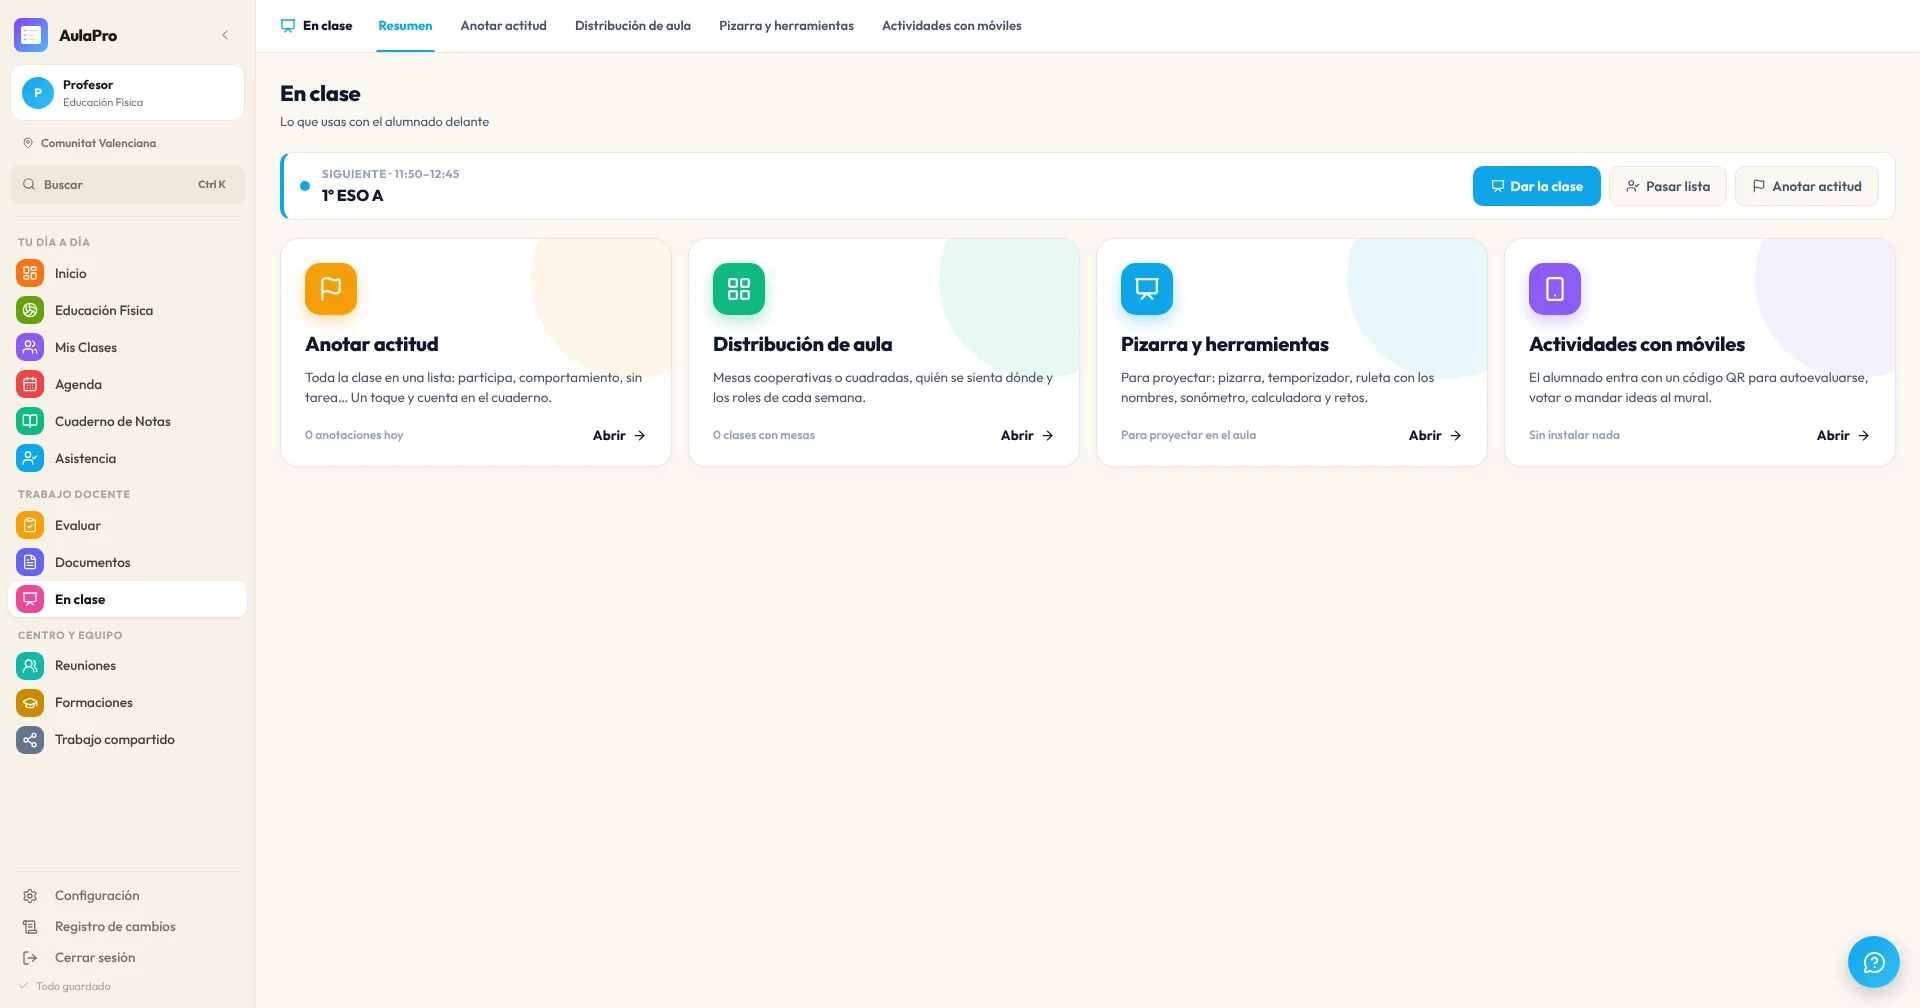 AulaPro
P
Profesor
Educación Física
Comunitat Valenciana
Buscar
Ctrl K
TU DÍA A DÍA
Inicio
Educación Física
Mis Clases
Agenda
Cuaderno de Notas
Asistencia
TRABAJO DOCENTE
Evaluar
Documentos
En clase
CENTRO Y EQUIPO
Reuniones
Formaciones
Trabajo compartido
Configuración
Registro de cambios
Cerrar sesión
Todo guardado
En clase
Resumen
Anotar actitud
Distribución de aula
Pizarra y herramientas
Actividades con móviles
En clase
Lo que usas con el alumnado delante
SIGUIENTE · 11:50–12:45
1º ESO A
Dar la clase
Pasar lista
Anotar actitud
Anotar actitud
Toda la clase en una lista: participa, comportamiento, sin
tarea... Un toque y cuenta en el cuaderno.
0 anotaciones hoy
Abrir
Distribución de aula
Mesas cooperativas o cuadradas, quién se sienta dónde y
los roles de cada semana.
0 clases con mesas
Abrir
Pizarra y herramientas
Para proyectar: pizarra, temporizador, ruleta con los
nombres, sonómetro, calculadora y retos.
Para proyectar en el aula
Abrir
Actividades con móviles
El alumnado entra con un código QR para autoevaluarse,
votar o mandar ideas al mural.
Sin instalar nada
Abrir